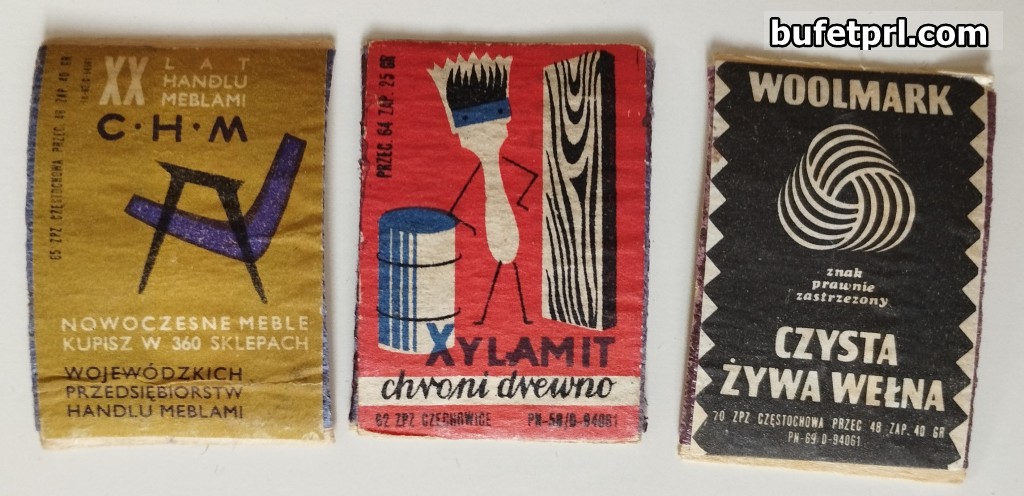 bufetprl.com
XX LAT
HANDLU
MEBLAMI
C·H·M
65 ZPZ CZĘSTOCHOWA PRZEC. 49 ZAP. 40 GR
NOWOCZESNE MEBLE
KUPISZ W 360 SKLEPACH
WOJEWÓDZKICH
PRZEDSIĘBIORSTW
HANDLU MEBLAMI
PRZEC. 64 ZAP. 25 GR
XYLAMIT
chroni drewno
62 ZPZ CZECHOWICE PN-58/D-94061
WOOLMARK
znak
prawnie
zastrzeżony
CZYSTA
ŻYWA WEŁNA
70 ZPZ CZĘSTOCHOWA PRZEC 48 ZAP. 40 GR
PN-69/D-94061